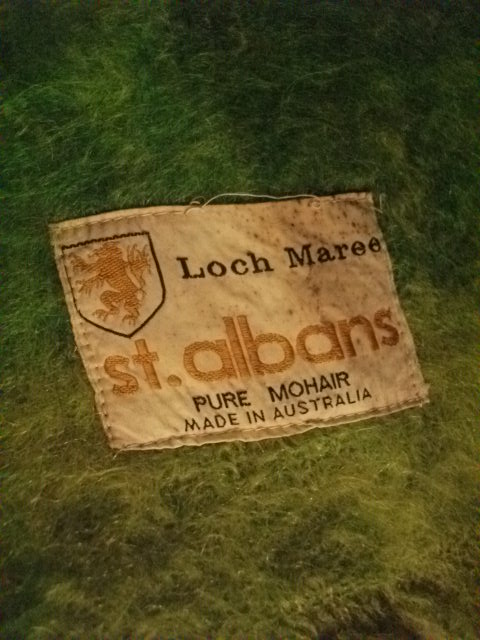 Loch Maree
st.albans
PURE MOHAIR
MADE IN AUSTRALIA